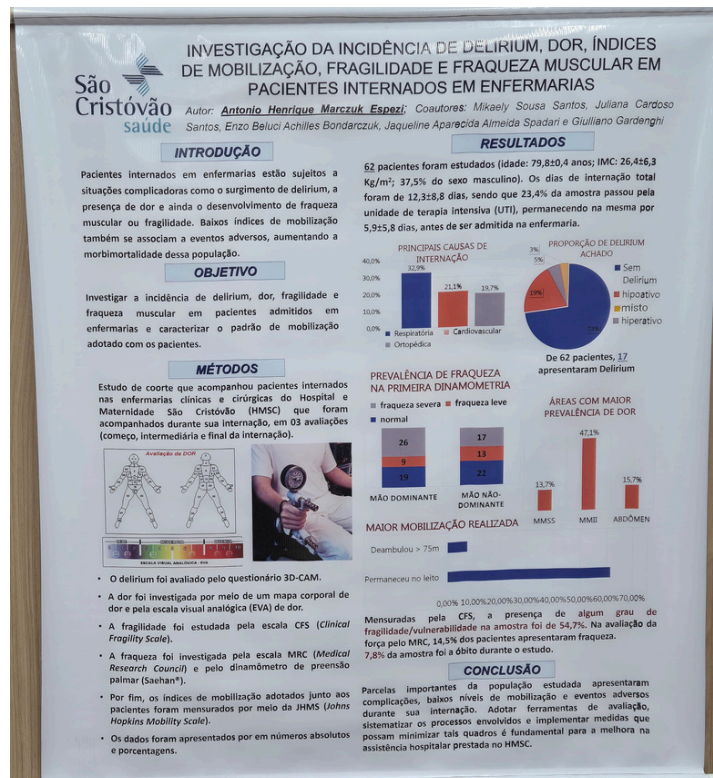 São
Cristóvão
saúde
INVESTIGAÇÃO DA INCIDÊNCIA DE DELIRIUM, DOR, ÍNDICES
DE MOBILIZAÇÃO, FRAGILIDADE E FRAQUEZA MUSCULAR EM
PACIENTES INTERNADOS EM ENFERMARIAS
Autor: Antonio Henrique Marczuk Espezi; Coautores: Mikaely Sousa Santos, Juliana Cardoso
Santos, Enzo Beluci Achilles Bondarczuk, Jaqueline Aparecida Almeida Spadari e Giulliano Gardenghi
INTRODUÇÃO
Pacientes internados em enfermarias estão sujeitos a
situações complicadoras como o surgimento de delirium, a
presença de dor e ainda o desenvolvimento de fraqueza
muscular ou fragilidade. Baixos índices de mobilização
também se associam a eventos adversos, aumentando a
morbimortalidade dessa população.
OBJETIVO
Investigar a incidência de delirium, dor, fragilidade e
fraqueza muscular em pacientes admitidos em
enfermarias e caracterizar o padrão de mobilização
adotado com os pacientes.
MÉTODOS
Estudo de coorte que acompanhou pacientes internados
nas enfermarias clínicas e cirúrgicas do Hospital e
Maternidade São Cristóvão (HMSC) que foram
acompanhados durante sua internação, em 03 avaliações
(começo, intermediária e final da internação).
Avaliação da DOR
ESCALA VISUAL ANALÓGICA - EVA
• O delirium foi avaliado pelo questionário 3D-CAM.
• A dor foi investigada por meio de um mapa corporal de
dor e pela escala visual analógica (EVA) de dor.
• A fragilidade foi estudada pela escala CFS (Clinical
Fragility Scale).
• A fraqueza foi investigada pela escala MRC (Medical
Research Council) e pelo dinamômetro de preensão
palmar (Saehan®).
• Por fim, os índices de mobilização adotados junto aos
pacientes foram mensurados por meio da JHMS (Johns
Hopkins Mobility Scale).
• Os dados foram apresentados por em números absolutos
e porcentagens.
RESULTADOS
62 pacientes foram estudados (idade: 79,8±0,4 anos; IMC: 26,4±6,3
Kg/m²; 37,5% do sexo masculino). Os dias de internação total
foram de 12,3±8,8 dias, sendo que 23,4% da amostra passou pela
unidade de terapia intensiva (UTI), permanecendo na mesma por
5,9±5,8 dias, antes de ser admitida na enfermaria.
PRINCIPAIS CAUSAS DE
INTERNAÇÃO
40,0%
30,0%
20,0%
10,0%
0,0%
32,9%
21,1%
19,7%
Respiratória
Cardiovascular
Ortopédica
PROPORÇÃO DE DELIRIUM
ACHADO
3%
5%
19%
Sem
Delirium
hipoativo
misto
hiperativo
De 62 pacientes, 17
apresentaram Delirium
PREVALÊNCIA DE FRAQUEZA
NA PRIMEIRA DINAMOMETRIA
fraqueza severa
fraqueza leve
normal
26
9
19
17
13
22
MÃO DOMINANTE
MÃO NÃO-
DOMINANTE
ÁREAS COM MAIOR
PREVALÊNCIA DE DOR
13,7%
47,1%
15,7%
MMSS
MMII
ABDÔMEN
MAIOR MOBILIZAÇÃO REALIZADA
Deambulou > 75m
Permaneceu no leito
0,00% 10,00%20,00%30,00%40,00%50,00%60,00%70,00%
Mensuradas pela CFS, a presença de algum grau de
fragilidade/vulnerabilidade na amostra foi de 54,7%. Na avaliação da
força pelo MRC, 14,5% dos pacientes apresentaram fraqueza.
7,8% da amostra foi a óbito durante o estudo.
CONCLUSÃO
Parcelas importantes da população estudada apresentaram
complicações, baixos níveis de mobilização e eventos adversos
durante sua internação. Adotar ferramentas de avaliação,
sistematizar os processos envolvidos e implementar medidas que
possam minimizar tais quadros é fundamental para a melhora na
assistência hospitalar prestada no HMSC.